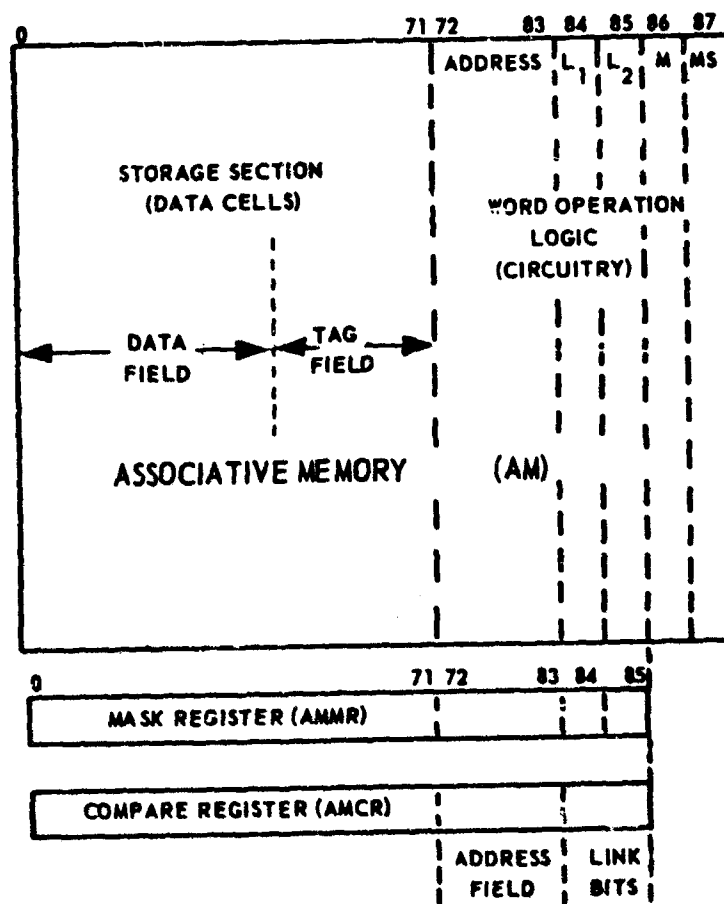 0 71 72 83 84 85 86 87
ADDRESS L1 L2 M MS
STORAGE SECTION
(DATA CELLS)
WORD OPERATION
LOGIC
(CIRCUITRY)
DATA
FIELD
TAG
FIELD
ASSOCIATIVE MEMORY (AM)
0 71 72 83 84 85
MASK REGISTER (AMMR)
COMPARE REGISTER (AMCR)
ADDRESS
FIELD
LINK
BITS